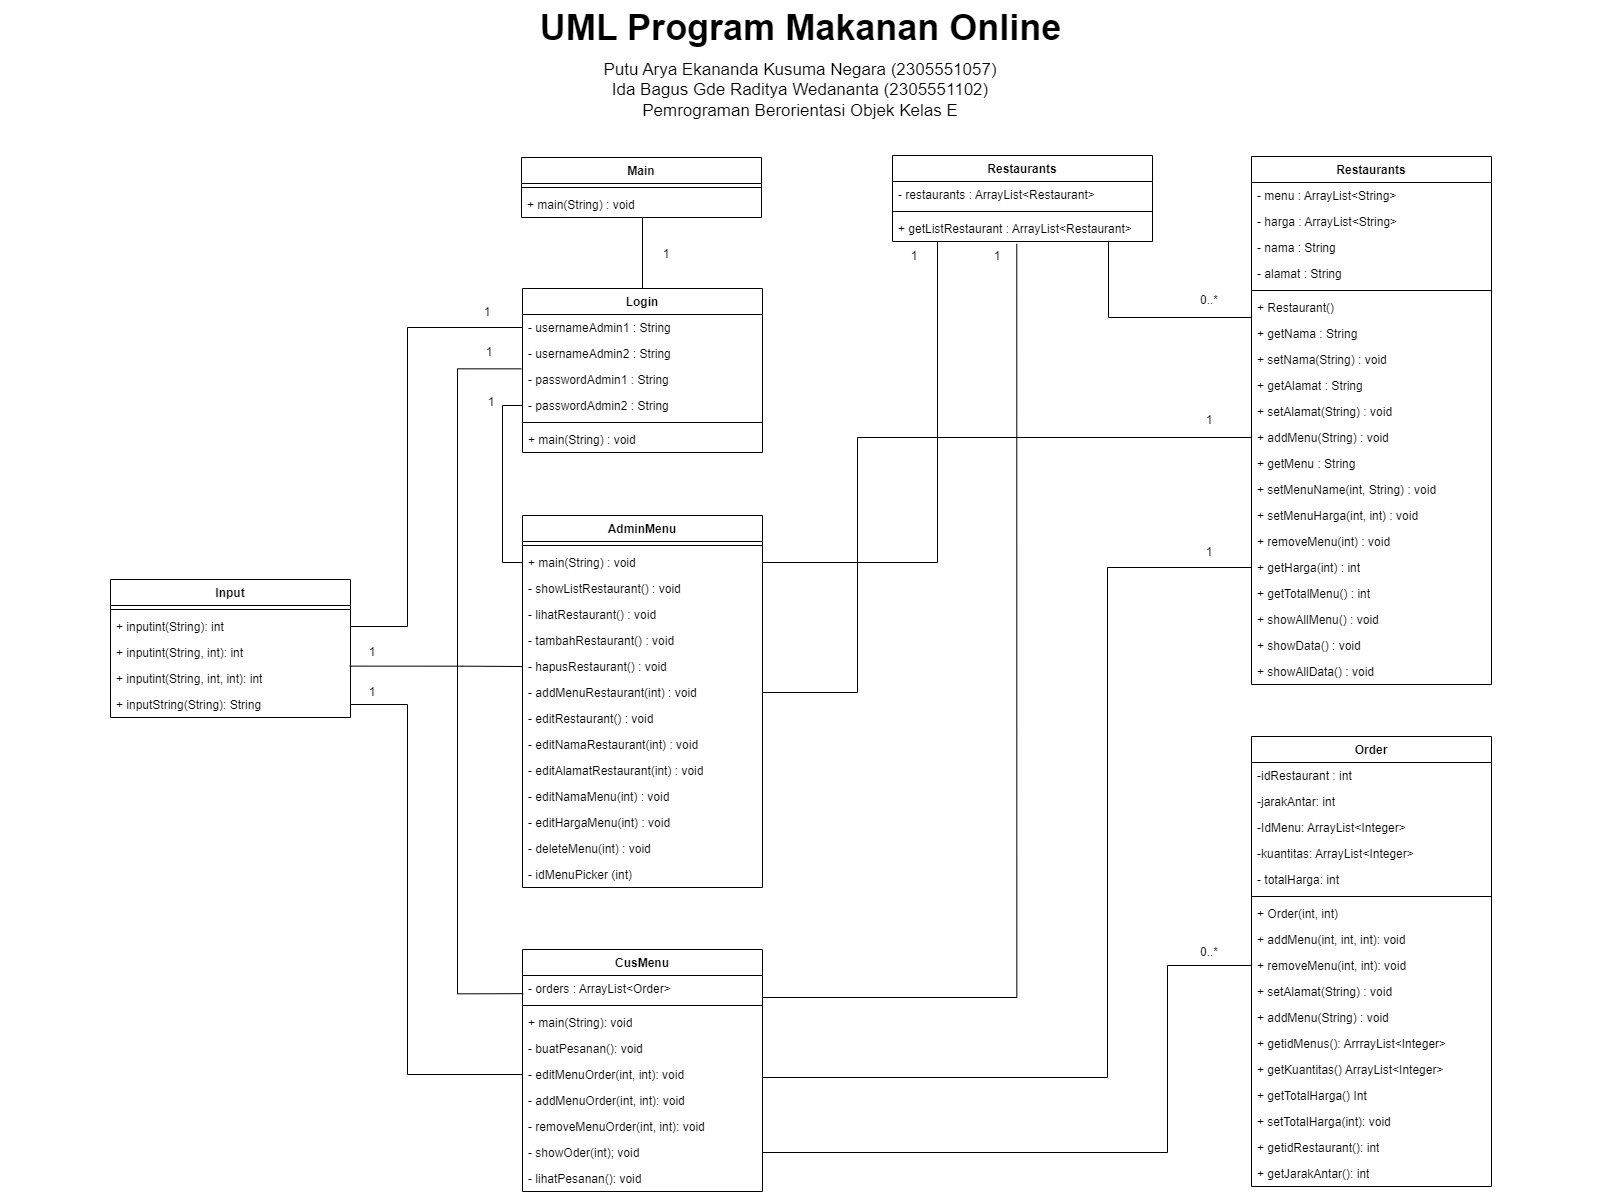 UML Program Makanan Online
Putu Arya Ekananda Kusuma Negara (2305551057)
Ida Bagus Gde Raditya Wedananta (2305551102)
Pemrograman Berorientasi Objek Kelas E
Main
+ main(String) : void
1
Login
- usernameAdmin1 : String
- usernameAdmin2 : String
- passwordAdmin1 : String
- passwordAdmin2 : String
+ main(String) : void
1
1
1
AdminMenu
+ main(String) : void
- showListRestaurant() : void
- lihatRestaurant() : void
- tambahRestaurant() : void
- hapusRestaurant() : void
- addMenuRestaurant(int) : void
- editRestaurant() : void
- editNamaRestaurant(int) : void
- editAlamatRestaurant(int) : void
- editNamaMenu(int) : void
- editHargaMenu(int) : void
- deleteMenu(int) : void
- idMenuPicker (int)
Input
+ inputint(String): int
+ inputint(String, int): int
+ inputint(String, int, int): int
+ inputString(String): String
1
1
CusMenu
- orders : ArrayList<Order>
+ main(String): void
- buatPesanan(): void
- editMenuOrder(int, int): void
- addMenuOrder(int, int): void
- removeMenuOrder(int, int): void
- showOder(int); void
- lihatPesanan(): void
Restaurants
- restaurants : ArrayList<Restaurant>
+ getListRestaurant : ArrayList<Restaurant>
1
1
0..*
1
1
Restaurants
- menu : ArrayList<String>
- harga : ArrayList<String>
- nama : String
- alamat : String
+ Restaurant()
+ getNama : String
+ setNama(String) : void
+ getAlamat : String
+ setAlamat(String) : void
+ addMenu(String) : void
+ getMenu : String
+ setMenuName(int, String) : void
+ setMenuHarga(int, int) : void
+ removeMenu(int) : void
+ getHarga(int) : int
+ getTotalMenu() : int
+ showAllMenu() : void
+ showData() : void
+ showAllData() : void
0..*
Order
-idRestaurant : int
-jarakAntar: int
-IdMenu: ArrayList<Integer>
-kuantitas: ArrayList<Integer>
- totalHarga: int
+ Order(int, int)
+ addMenu(int, int, int): void
+ removeMenu(int, int): void
+ setAlamat(String) : void
+ addMenu(String) : void
+ getidMenus(): ArrrayList<Integer>
+ getKuantitas() ArrayList<Integer>
+ getTotalHarga() Int
+ setTotalHarga(int): void
+ getidRestaurant(): int
+ getJarakAntar(): int